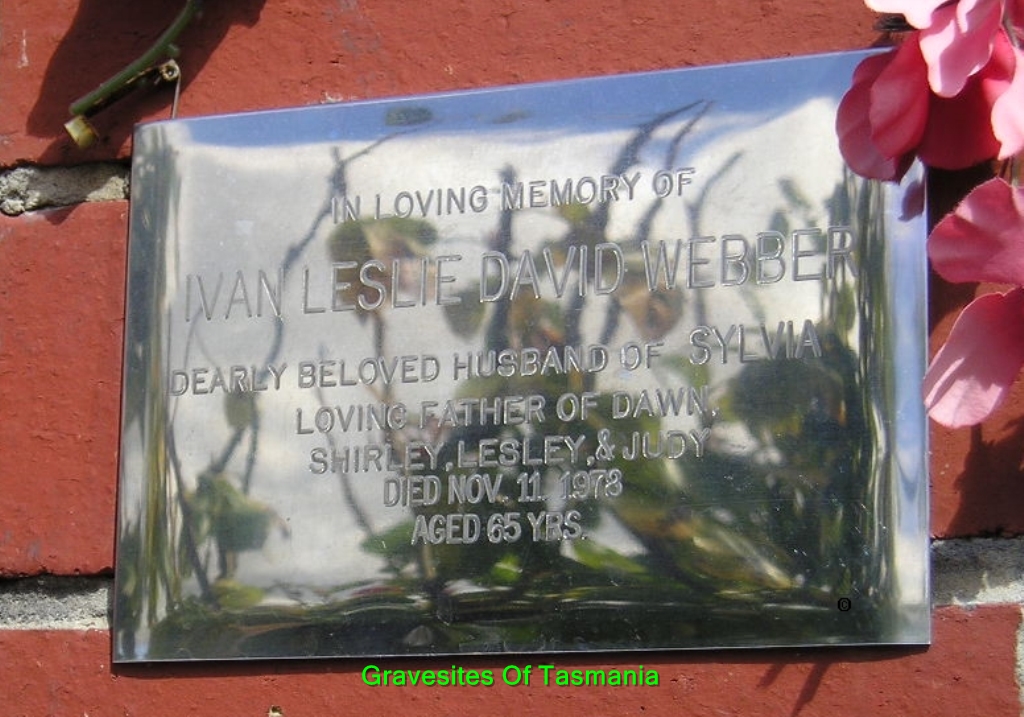 IN LOVING MEMORY OF
IVAN LESLIE DAVID WEBBER
DEARLY BELOVED HUSBAND OF SYLVIA
LOVING FATHER OF DAWN,
SHIRLEY, LESLEY, & JUDY
DIED NOV. 11 1978
AGED 65 YRS.
©
Gravesites Of Tasmania